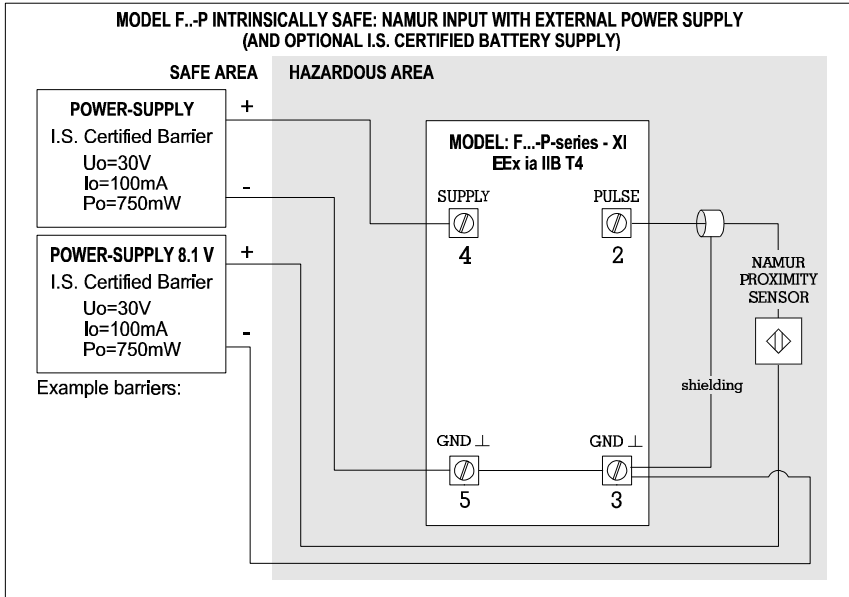 MODEL F..-P INTRINSICALLY SAFE: NAMUR INPUT WITH EXTERNAL POWER SUPPLY
(AND OPTIONAL I.S. CERTIFIED BATTERY SUPPLY)
SAFE AREA
HAZARDOUS AREA
POWER-SUPPLY
I.S. Certified Barrier
Uo=30V
Io=100mA
Po=750mW
+
-
POWER-SUPPLY 8.1 V
I.S. Certified Barrier
Uo=30V
Io=100mA
Po=750mW
+
-
Example barriers:
MODEL: F...-P-series - XI
EEx ia IIB T4
SUPPLY
4
PULSE
2
GND ⊥
5
GND ⊥
3
shielding
NAMUR
PROXIMITY
SENSOR